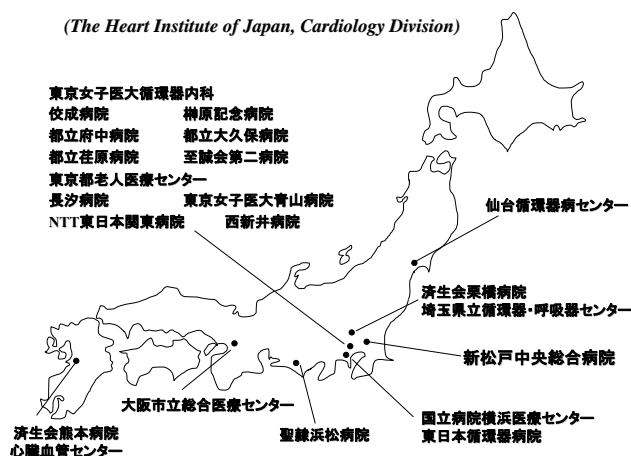 (The Heart Institute of Japan, Cardiology Division)
東京女子医大循環器内科
佼成病院 榊原記念病院
都立府中病院 都立大久保病院
都立荏原病院 至誠会第二病院
東京都老人医療センター
長汐病院 東京女子医大青山病院
NTT東日本関東病院 西新井病院
仙台循環器病センター
済生会栗橋病院
埼玉県立循環器・呼吸器センター
新松戸中央総合病院
大阪市立総合医療センター
国立病院横浜医療センター
東日本循環器病院
聖隷浜松病院
済生会熊本病院
心臓血管センター